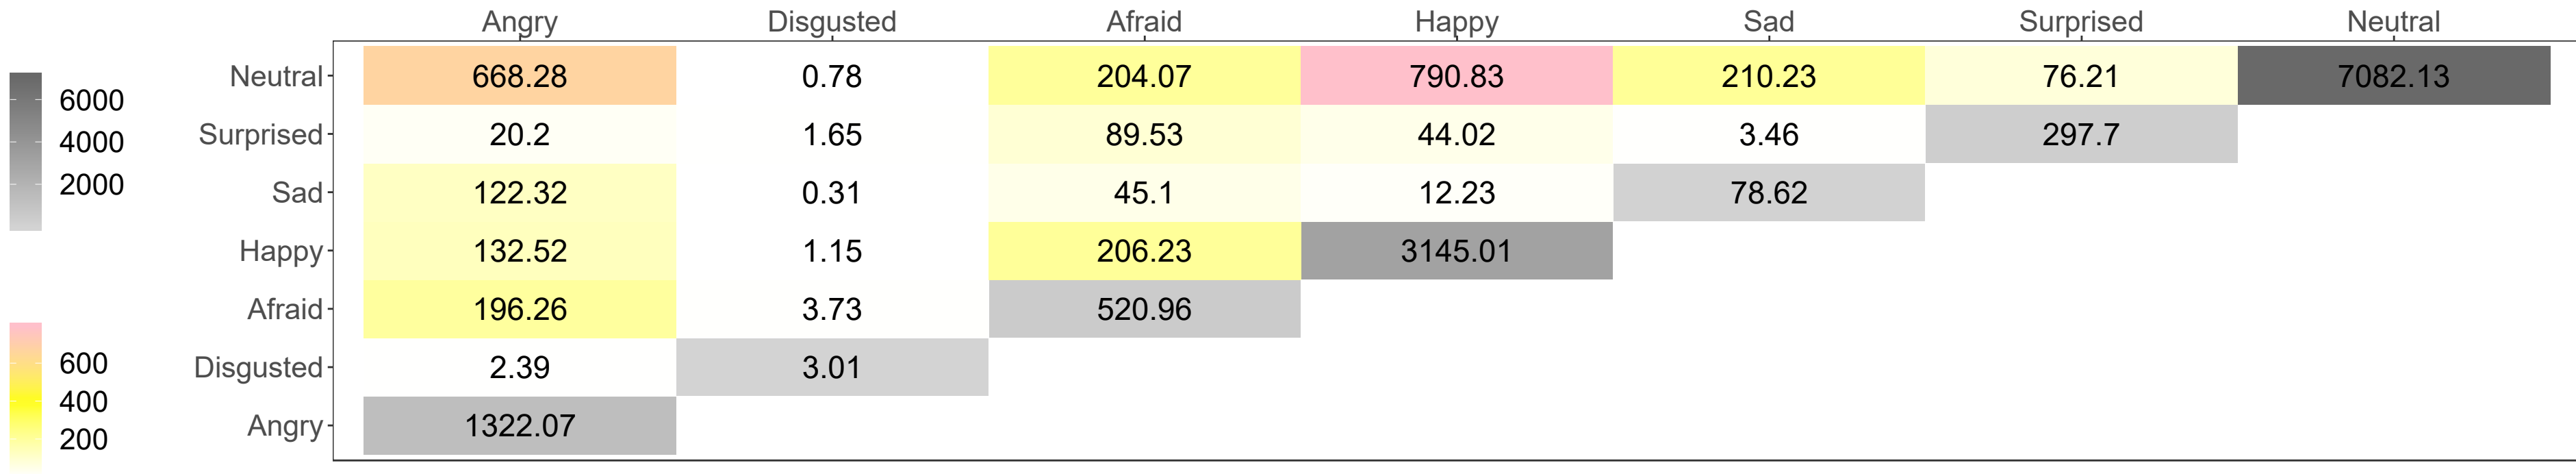 Angry Disgusted Afraid Happy Sad Surprised Neutral
Neutral 668.28 0.78 204.07 790.83 210.23 76.21 7082.13
Surprised 20.2 1.65 89.53 44.02 3.46 297.7
Sad 122.32 0.31 45.1 12.23 78.62
Happy 132.52 1.15 206.23 3145.01
Afraid 196.26 3.73 520.96
Disgusted 2.39 3.01
Angry 1322.07
6000
4000
2000
600
400
200